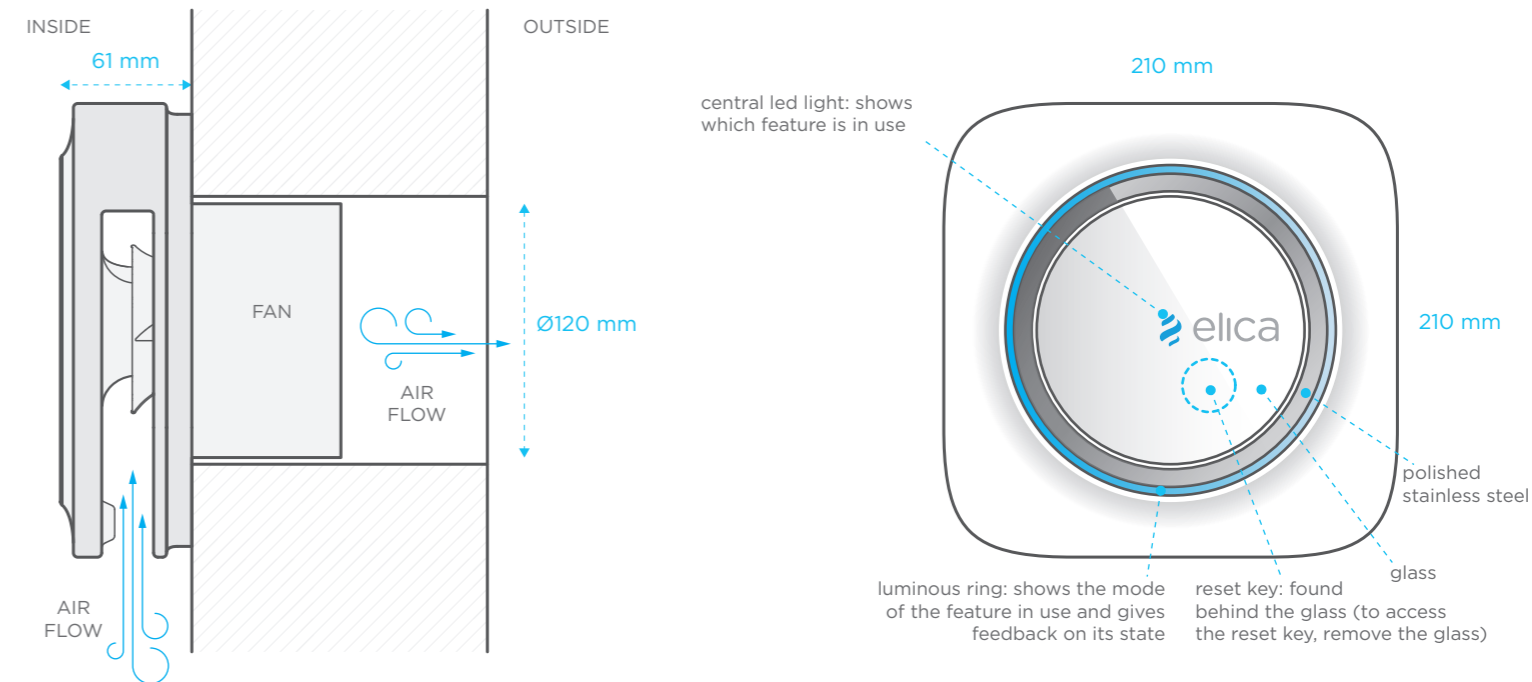 INSIDE
OUTSIDE
61 mm
FAN
Ø120 mm
AIR
FLOW
AIR
FLOW
210 mm
central led light: shows
which feature is in use
elica
210 mm
polished
stainless steel
glass
luminous ring: shows the mode
of the feature in use and gives
feedback on its state
reset key: found
behind the glass (to access
the reset key, remove the glass)